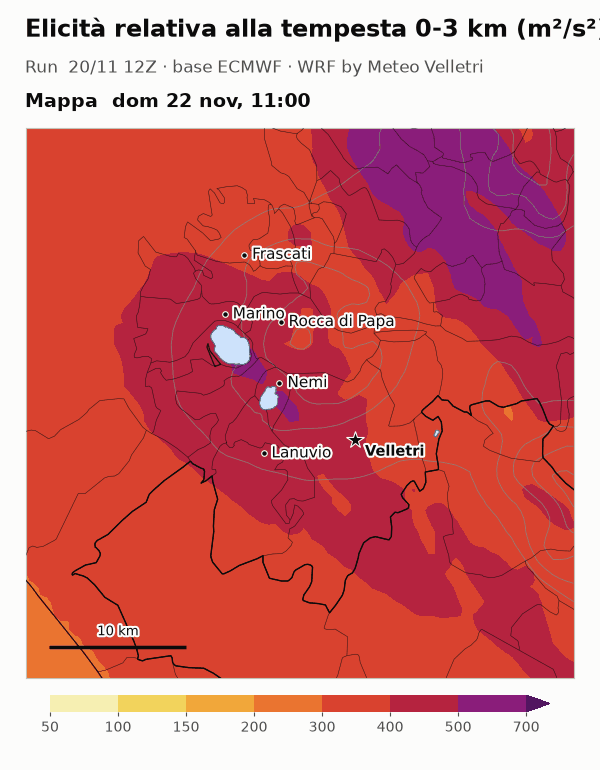 Elicità relativa alla tempesta 0-3 km (m²/s²)
Run 20/11 12Z · base ECMWF · WRF by Meteo Velletri
Mappa dom 22 nov, 11:00
Frascati
Marino
Rocca di Papa
Nemi
Velletri
Lanuvio
10 km
50 100 150 200 300 400 500 700